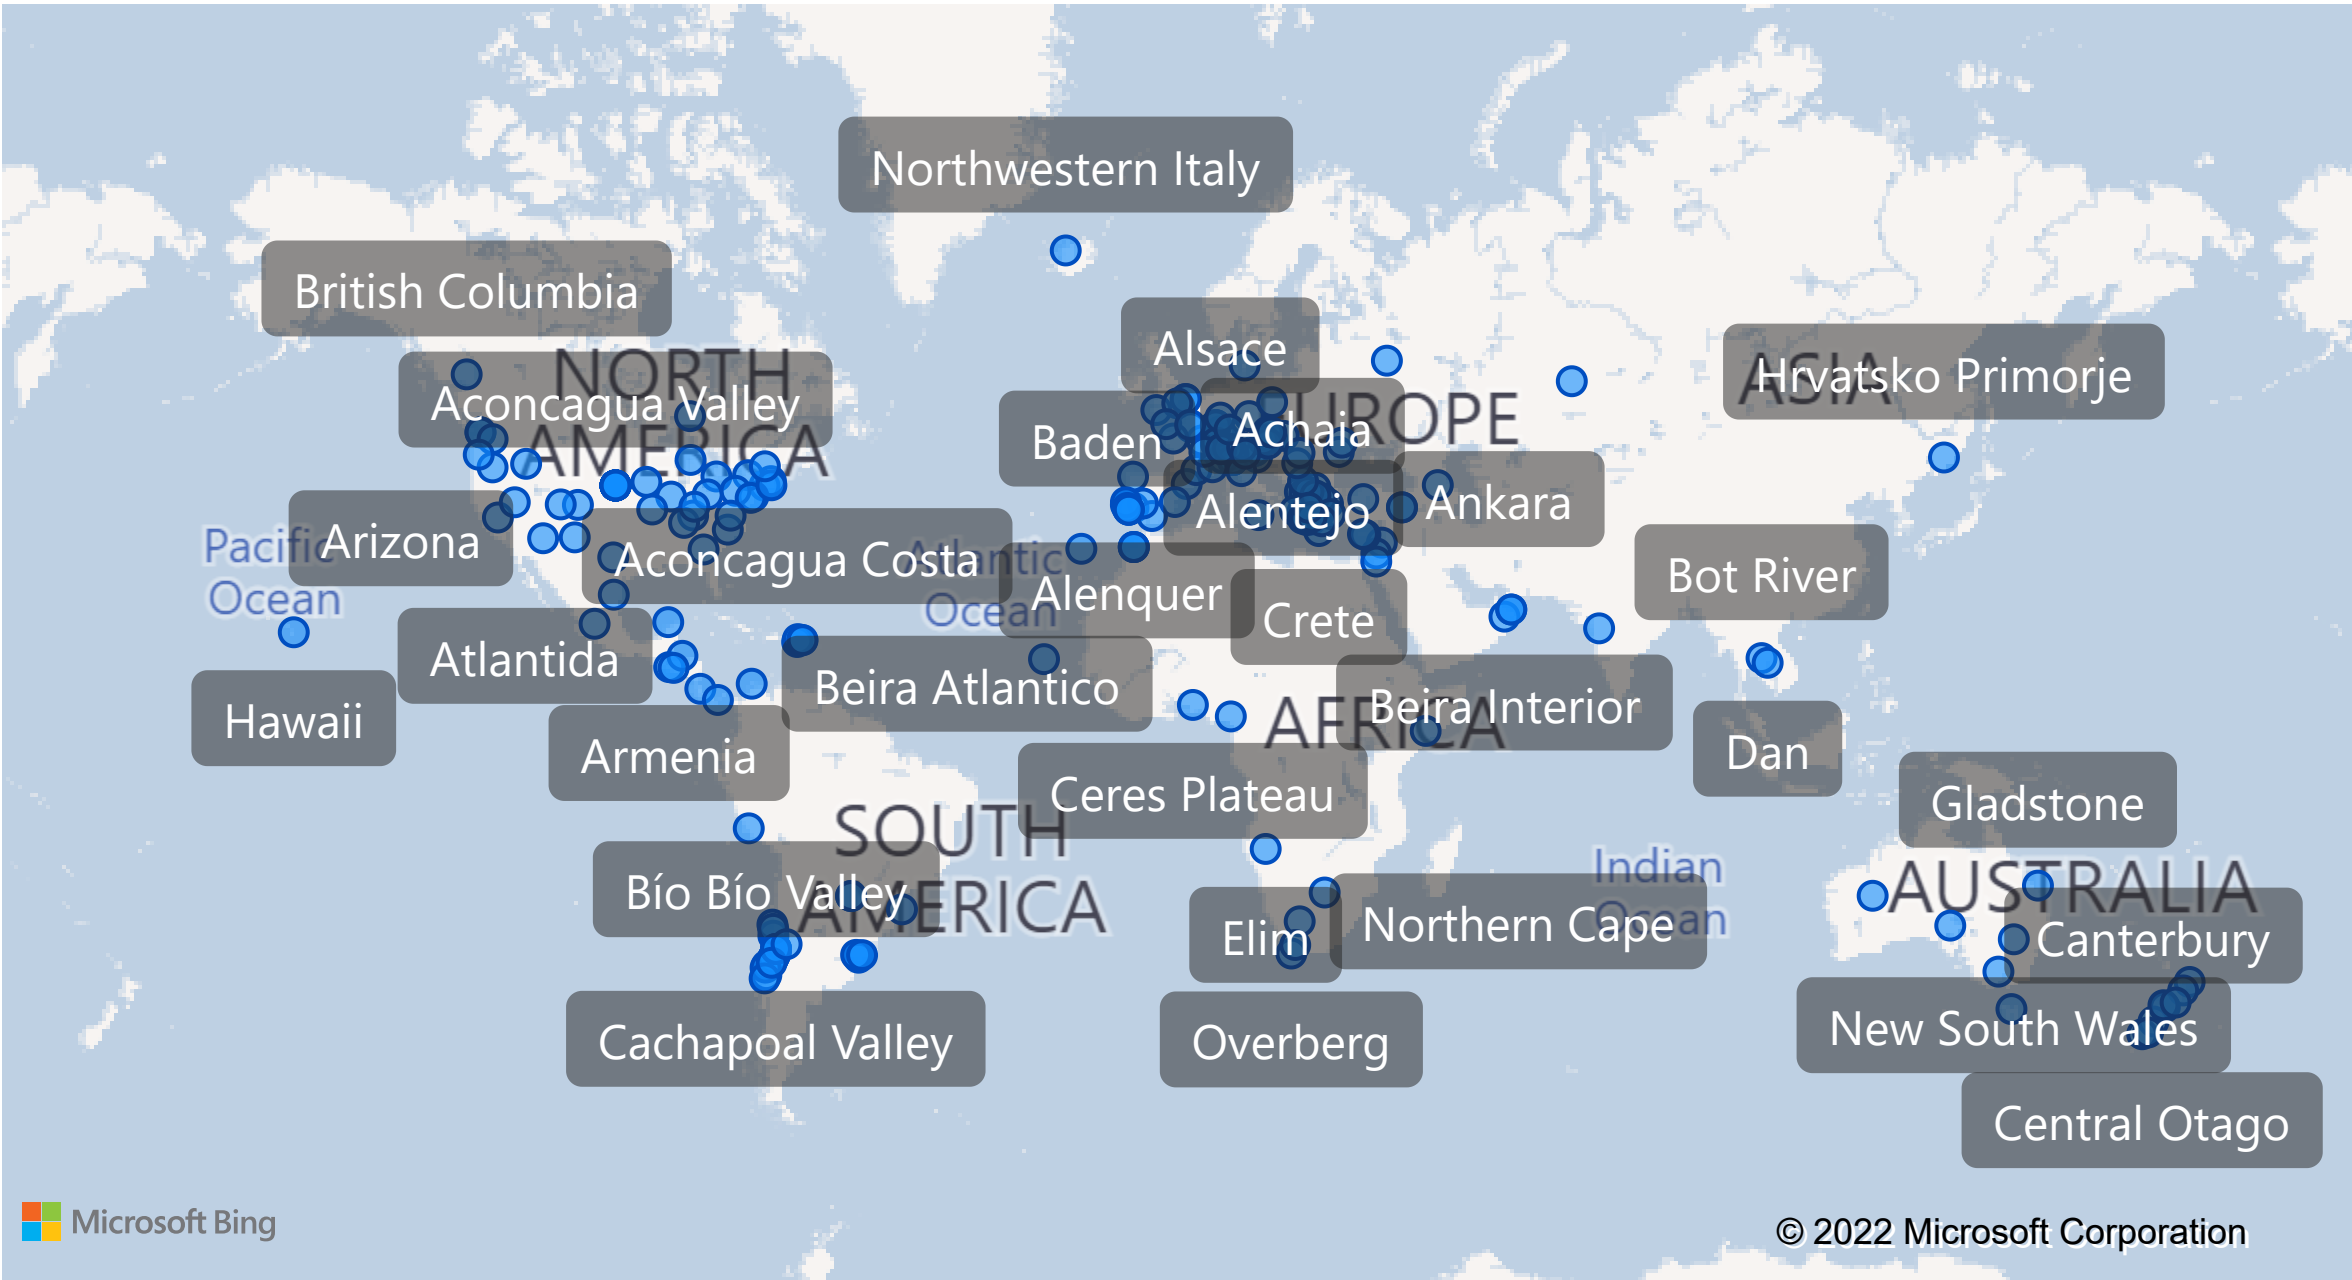 Northwestern Italy
British Columbia
Alsace
NORTH
AMERICA
Hrvatsko Primorje
ASIA
Aconcagua Valley
EUROPE
Achaia
Baden
Ankara
Alentejo
Arizona
Pacific
Ocean
Aconcagua Costa
Atlantic
Ocean
Bot River
Alenquer
Crete
Atlantida
Beira Atlantico
Beira Interior
AFRICA
Hawaii
Armenia
Dan
Ceres Plateau
Gladstone
SOUTH
AMERICA
Bío Bío Valley
Indian
Ocean
AUSTRALIA
Elim
Northern Cape
Canterbury
New South Wales
Cachapoal Valley
Overberg
Central Otago
Microsoft Bing
© 2022 Microsoft Corporation